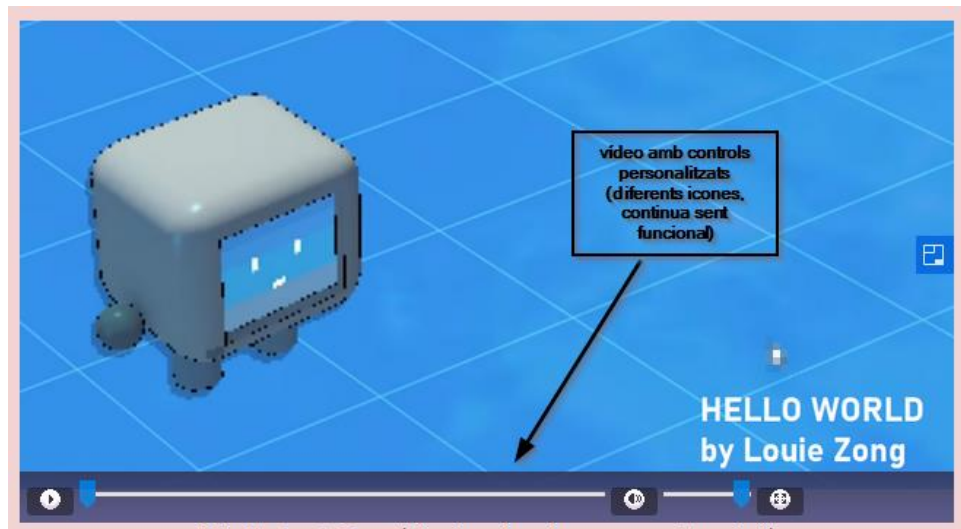 vídeo amb controls
personalitzats
(diferents icones,
continua sent
funcional)
HELLO WORLD
by Louie Zong